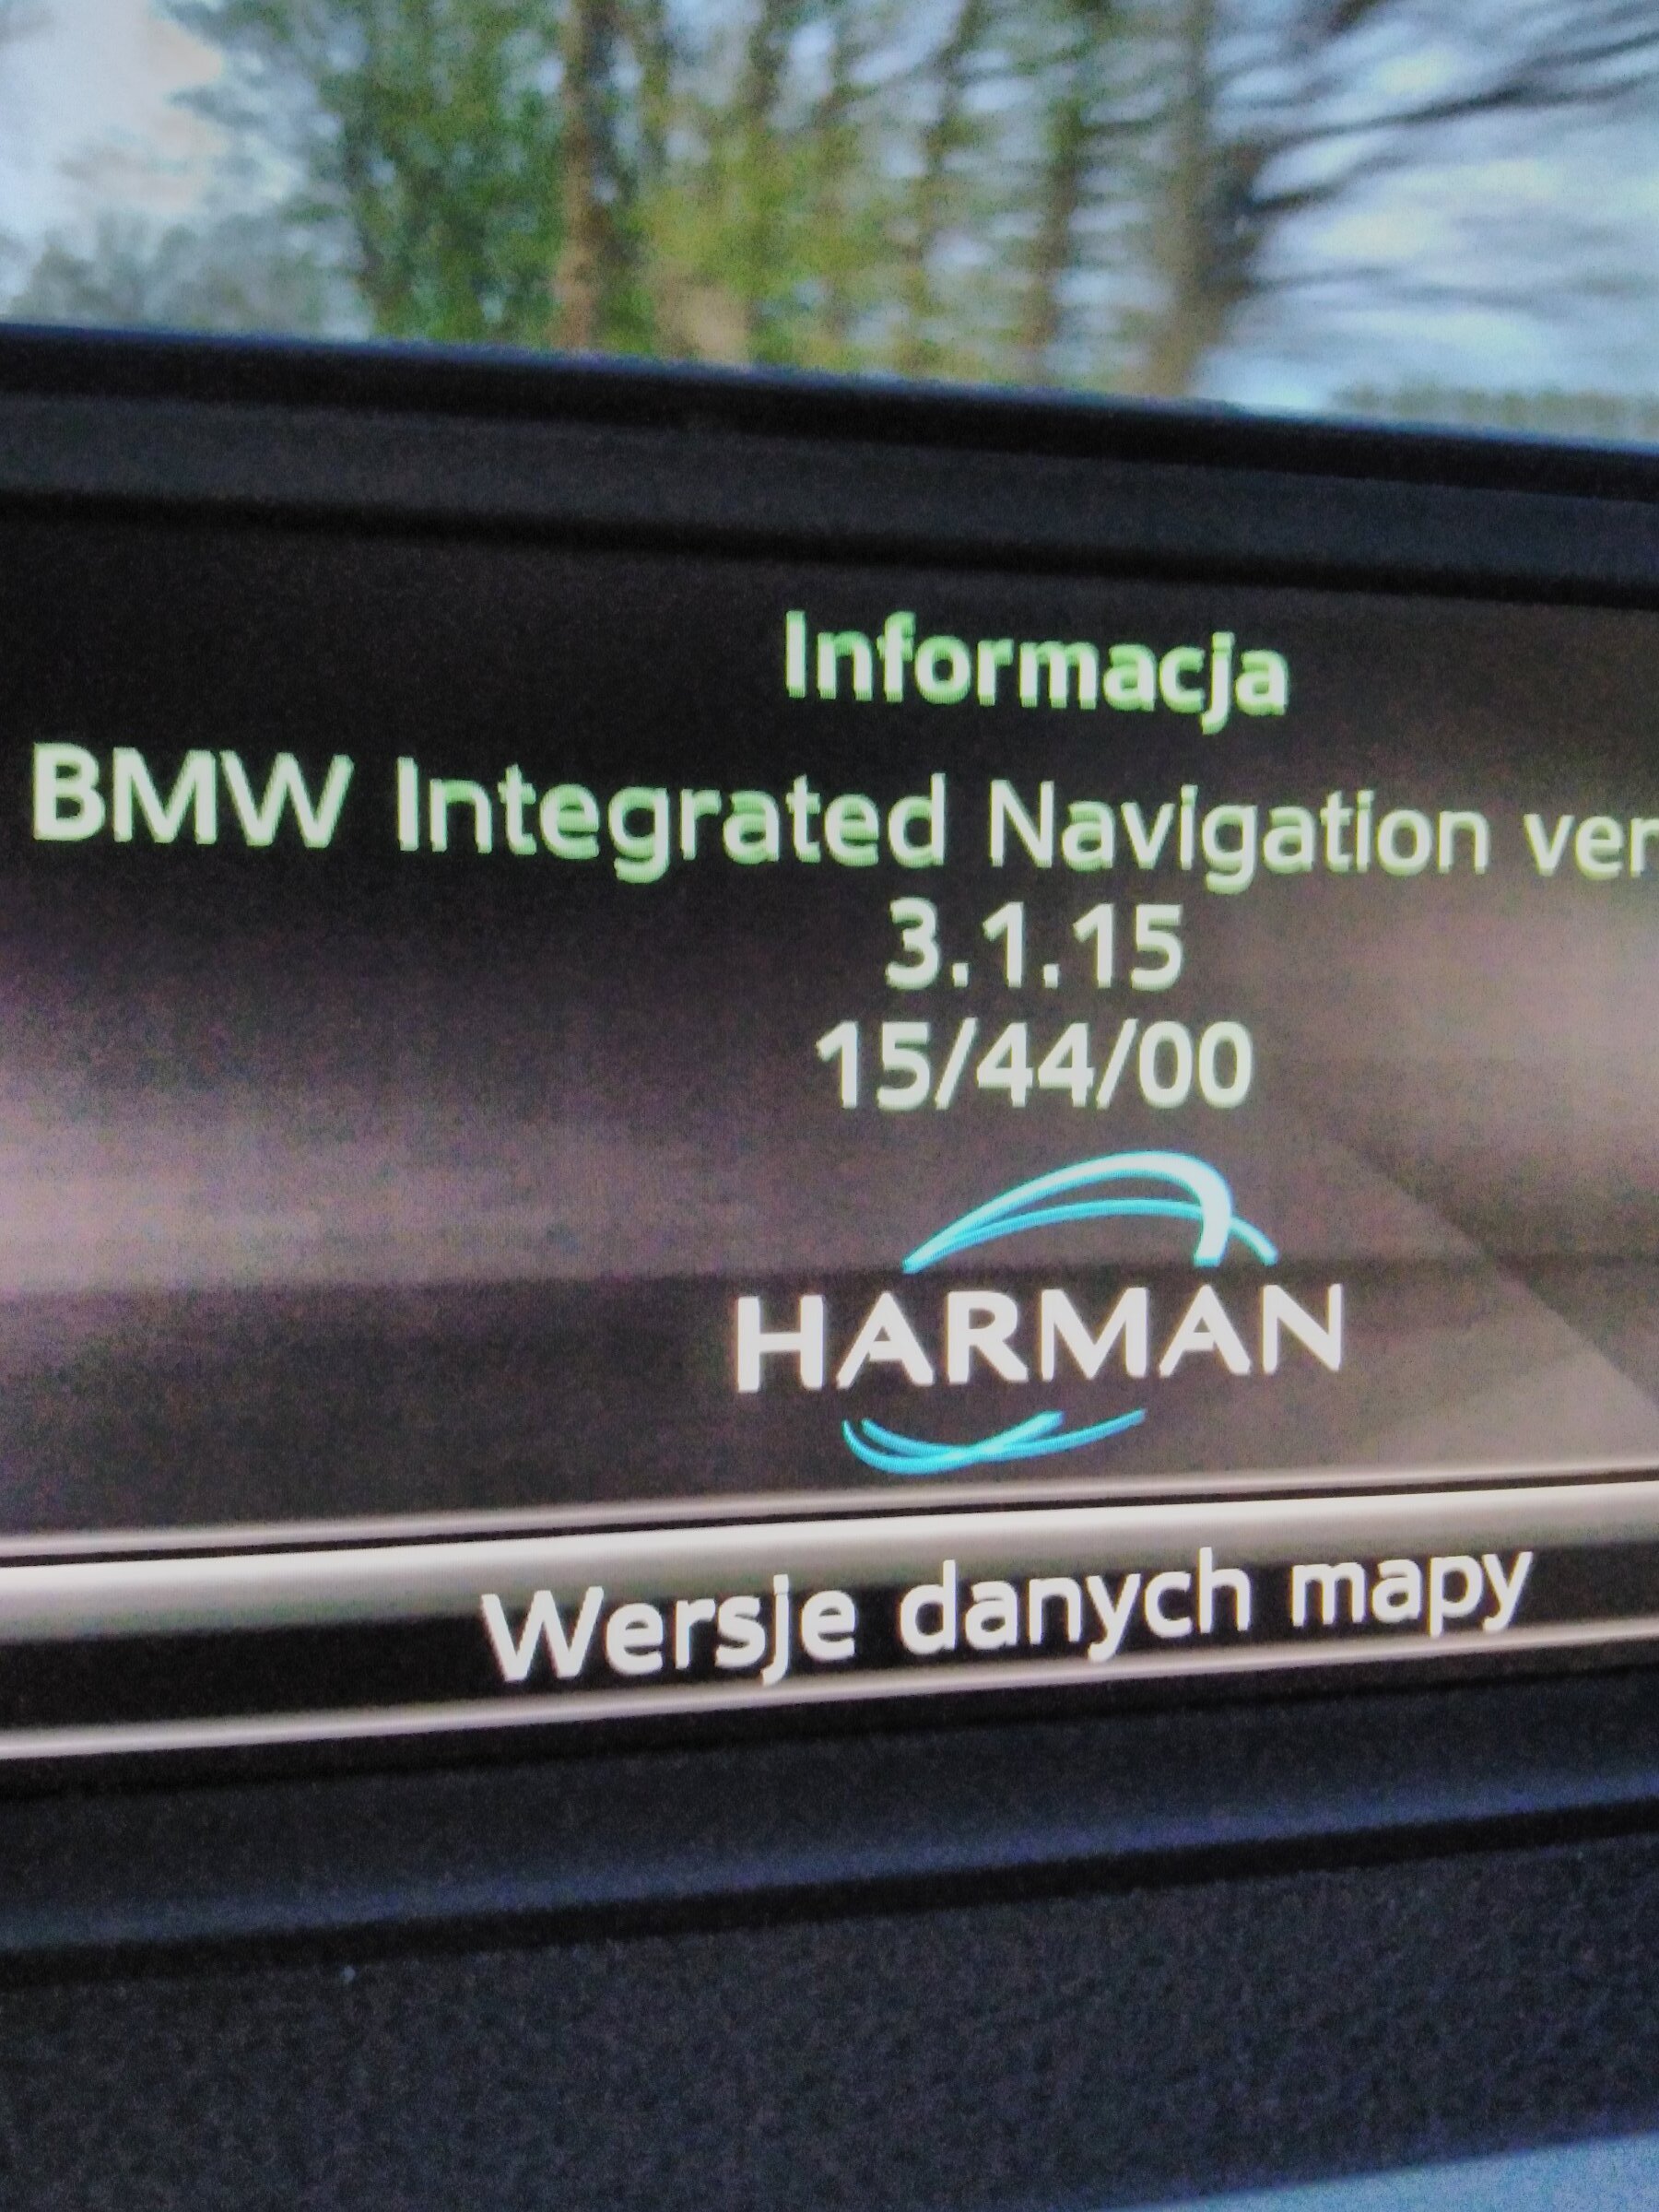 Informacja
BMW Integrated Navigation ver
3.1.15
15/44/00
HARMAN
Wersje danych mapy